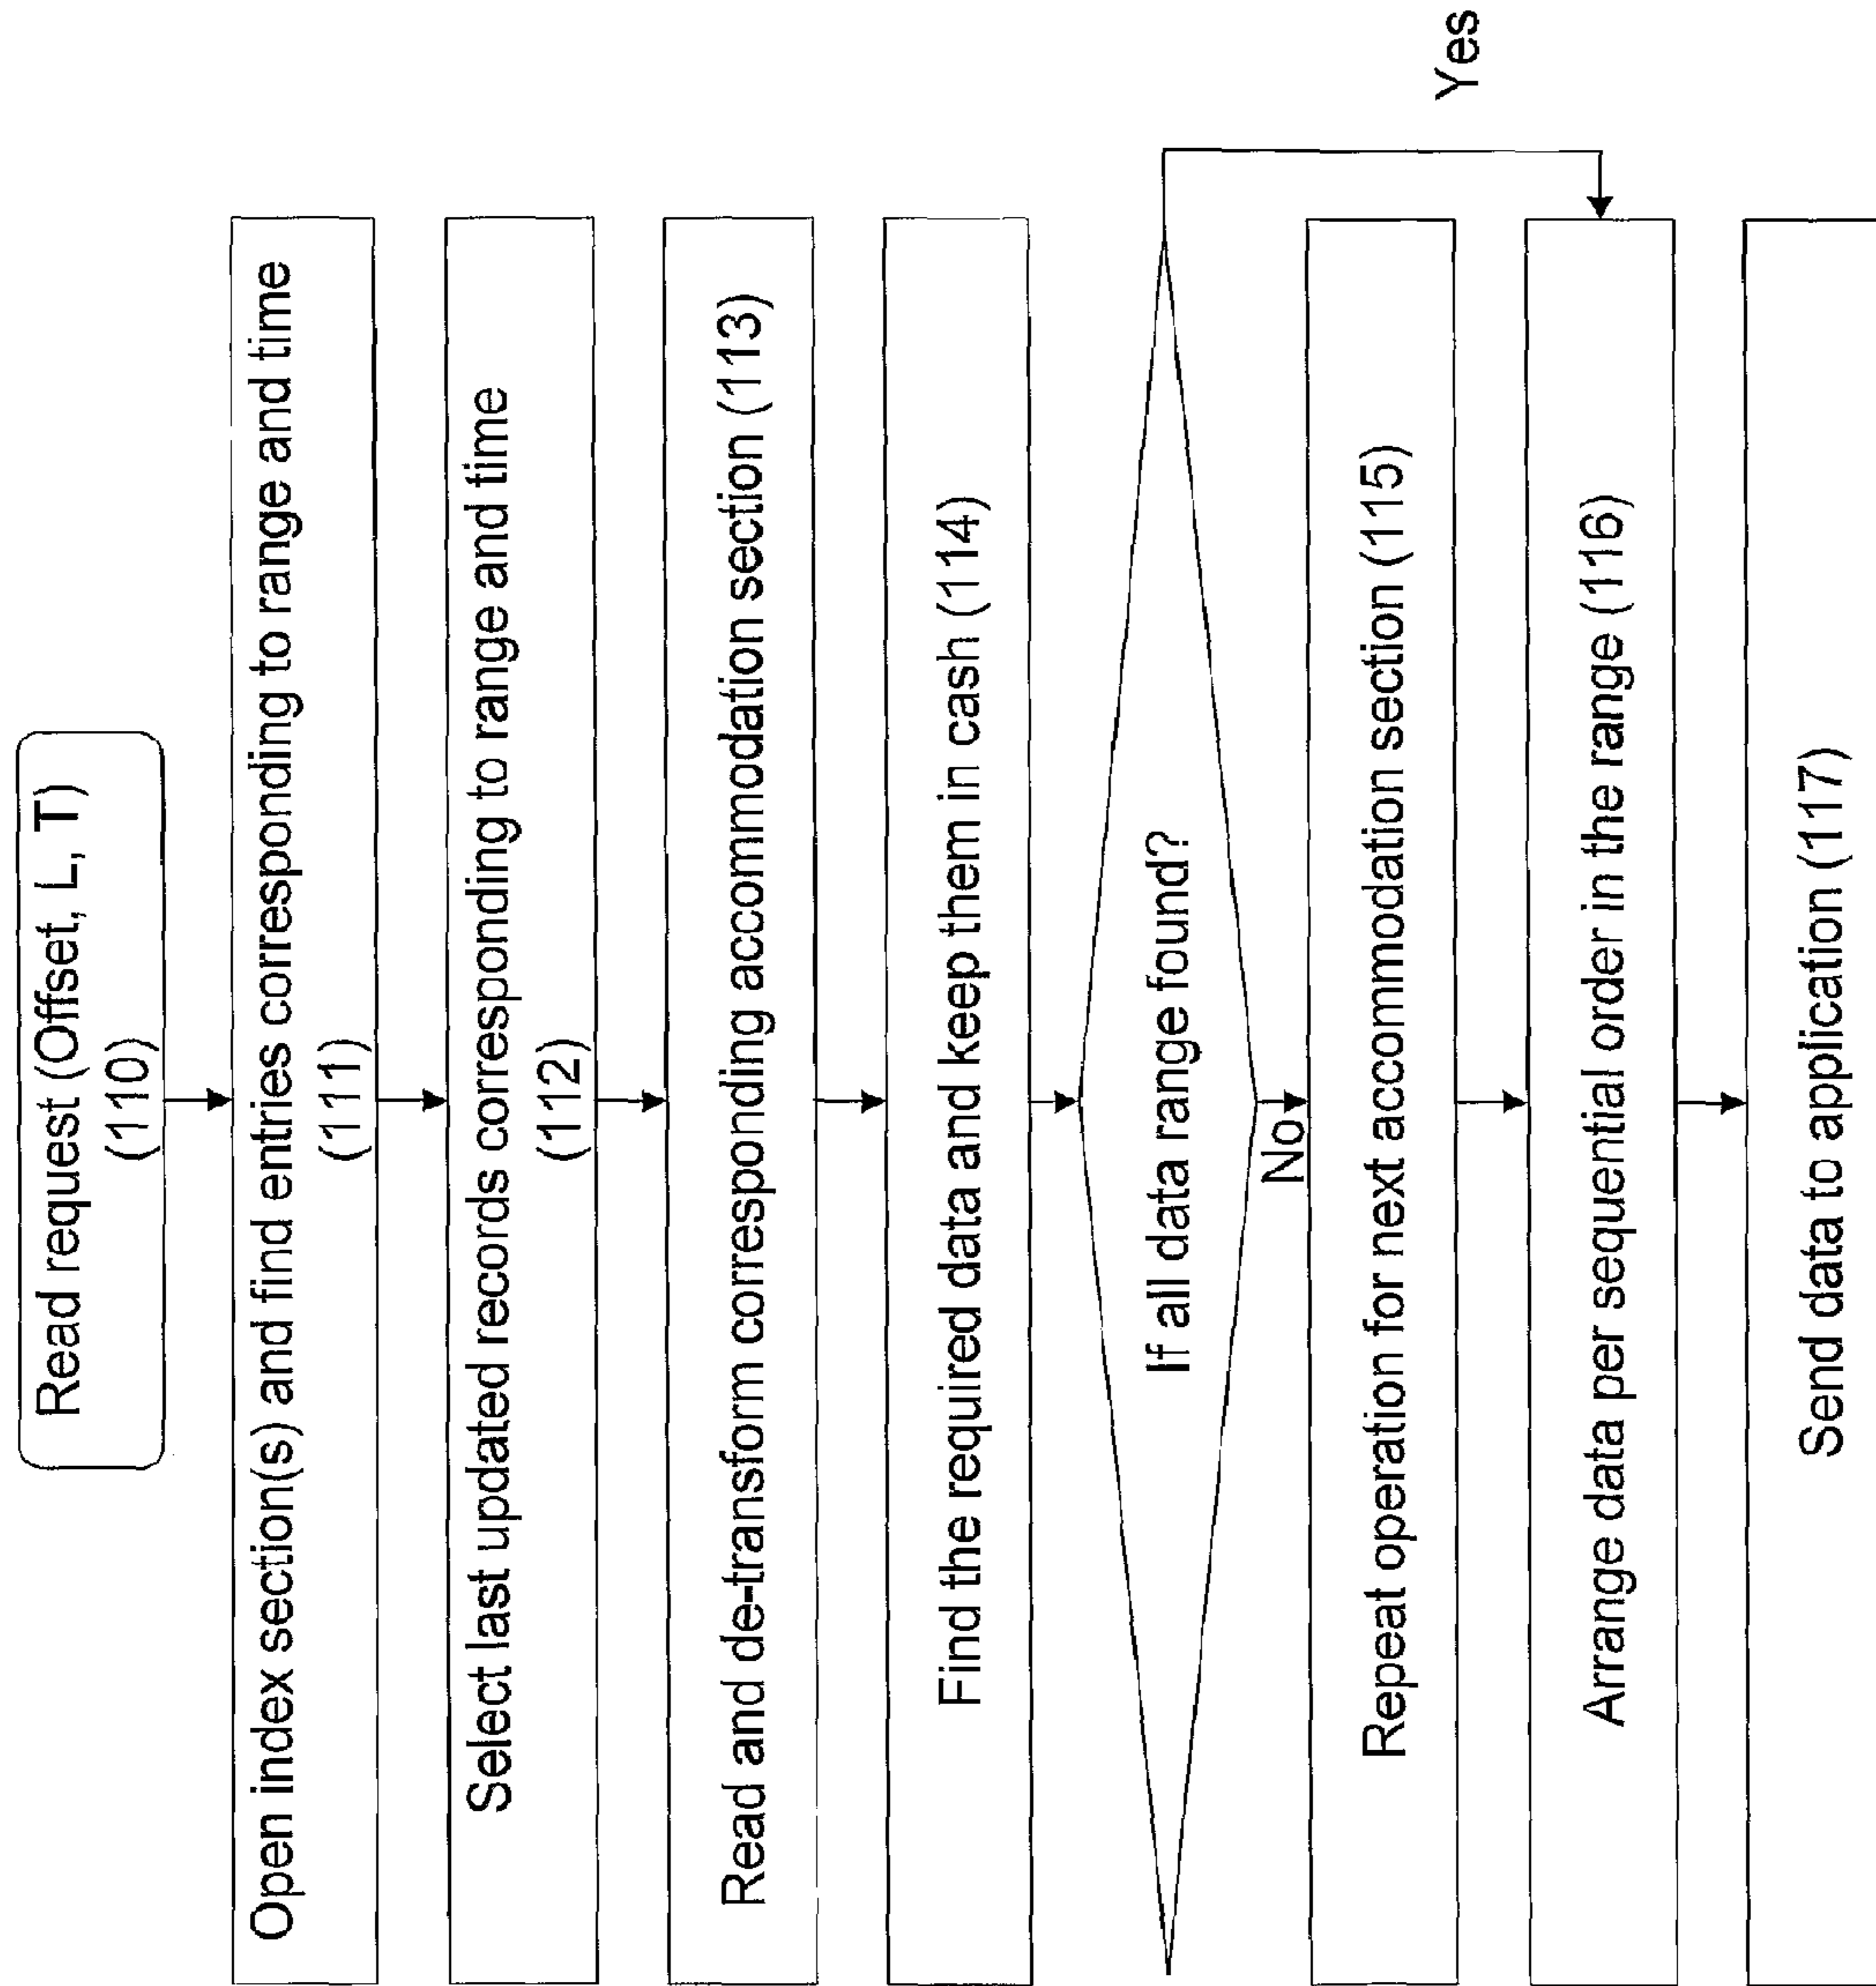 Read request (Offset, L, T)
(110)
Open index section(s) and find entries corresponding to range and time
(111)
Select last updated records corresponding to range and time
(112)
Read and de-transform corresponding accommodation section (113)
Find the required data and keep them in cash (114)
If all data range found?
Yes
No
Repeat operation for next accommodation section (115)
Arrange data per sequential order in the range (116)
Send data to application (117)